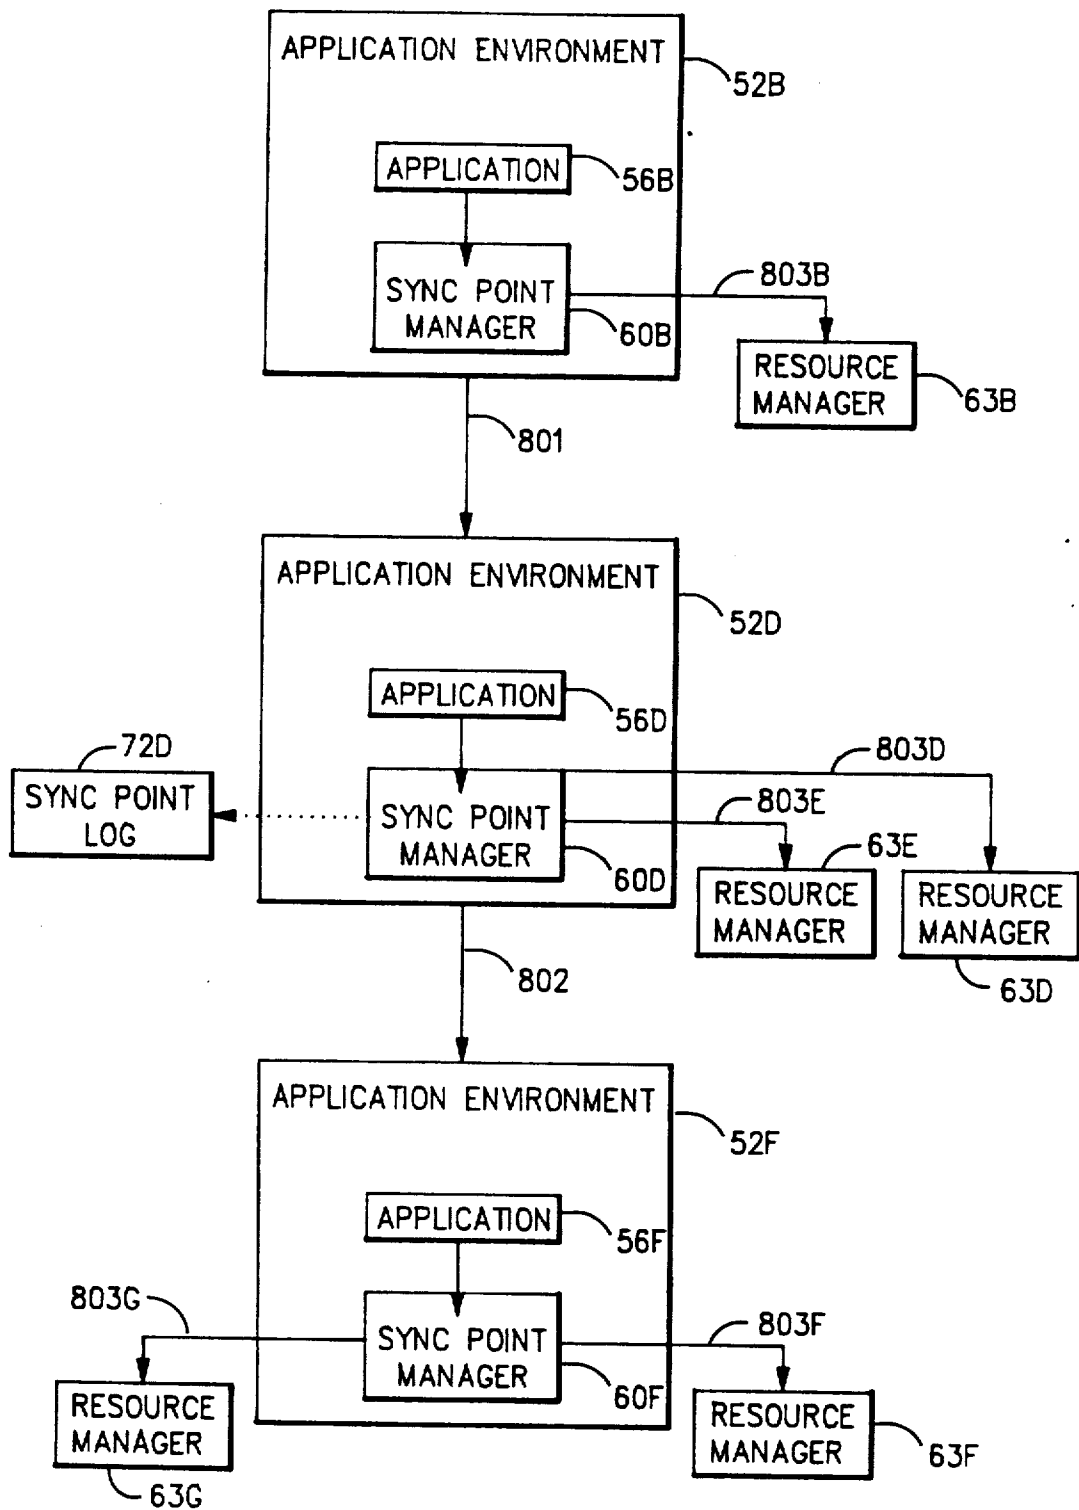 APPLICATION ENVIRONMENT
52B
APPLICATION
56B
SYNC POINT
MANAGER
60B
803B
RESOURCE
MANAGER
63B
801
APPLICATION ENVIRONMENT
52D
APPLICATION
56D
72D
SYNC POINT
LOG
SYNC POINT
MANAGER
60D
803D
803E
63E
RESOURCE
MANAGER
RESOURCE
MANAGER
63D
802
APPLICATION ENVIRONMENT
52F
APPLICATION
56F
803G
SYNC POINT
MANAGER
60F
803F
RESOURCE
MANAGER
63G
RESOURCE
MANAGER
63F